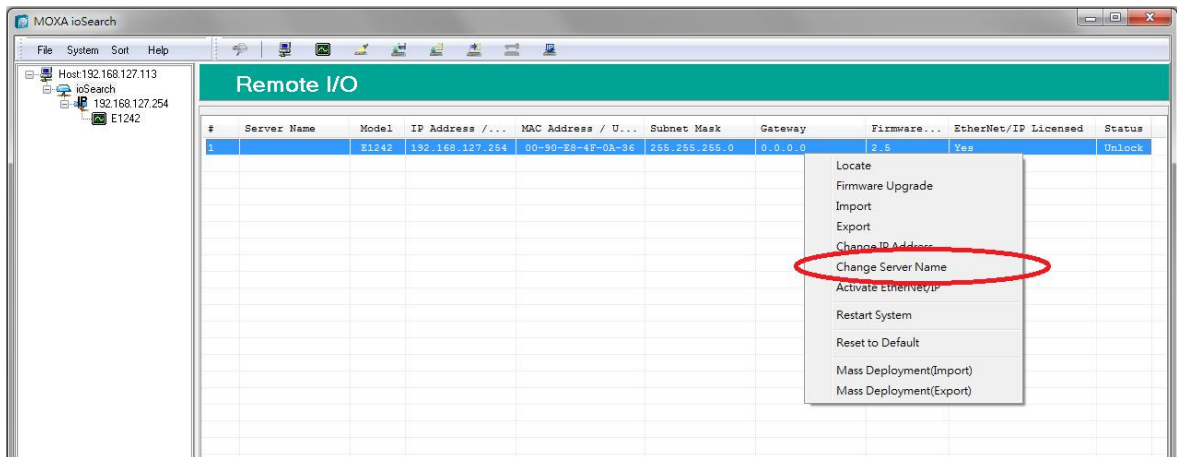 MOXA ioSearch
File System Sort Help
Host:192.168.127.113
ioSearch
192.168.127.254
E1242
Remote I/O
# Server Name Model IP Address /... MAC Address / U... Subnet Mask Gateway Firmware... EtherNet/IP Licensed Status
1 E1242 192.168.127.254 00-90-E8-4F-0A-36 255.255.255.0 0.0.0.0 2.5 Yes Unlock
Locate
Firmware Upgrade
Import
Export
Change IP Address
Change Server Name
Activate EtherNet/IP
Restart System
Reset to Default
Mass Deployment(Import)
Mass Deployment(Export)